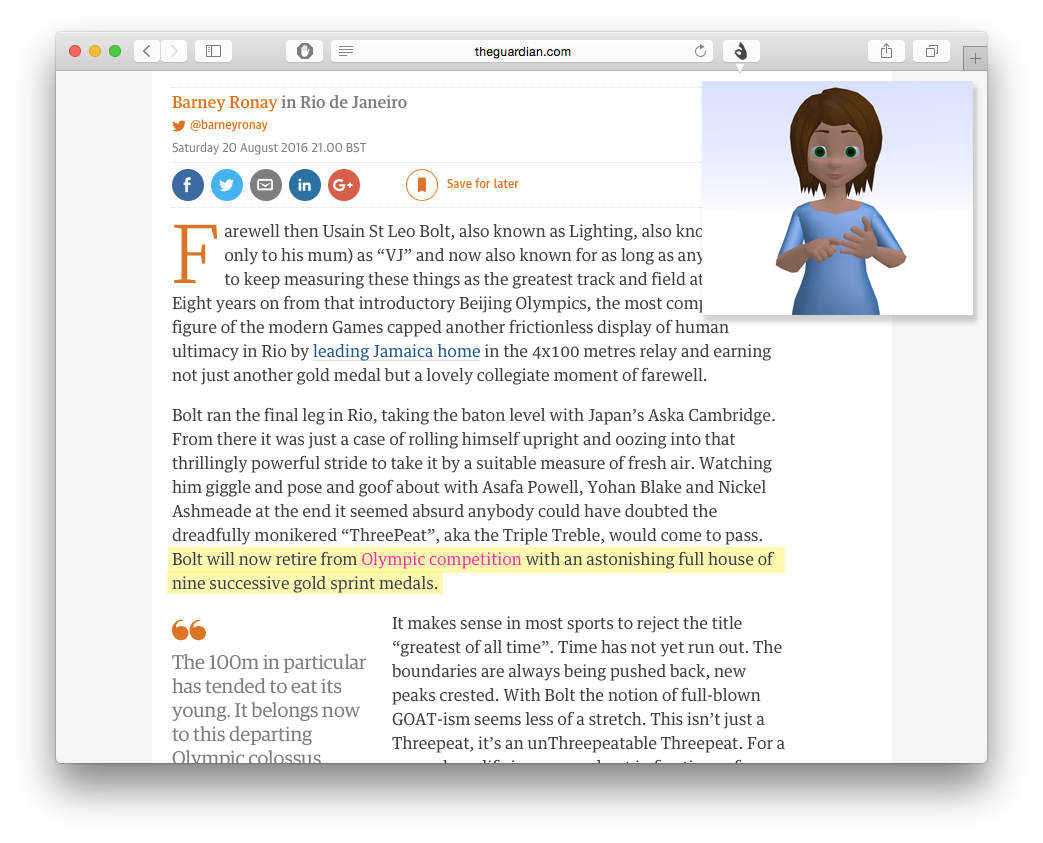 theguardian.com
Barney Ronay in Rio de Janeiro
@barneyronay
Saturday 20 August 2016 21.00 BST
f in G+ Save for later
Farewell then Usain St Leo Bolt, also known as Lighting, also
only to his mum) as “VJ” and now also known for as long as
to keep measuring these things as the greatest track and field
Eight years on from that introductory Beijing Olympics, the most
figure of the modern Games capped another frictionless display of human
ultimacy in Rio by leading Jamaica home in the 4x100 metres relay and earning
not just another gold medal but a lovely collegiate moment of farewell.
Bolt ran the final leg in Rio, taking the baton level with Japan’s Aska Cambridge.
From there it was just a case of rolling himself upright and oozing into that
thrillingly powerful stride to take it by a suitable measure of fresh air. Watching
him giggle and pose and goof about with Asafa Powell, Yohan Blake and Nickel
Ashmeade at the end it seemed absurd anybody could have doubted the
dreadfully monikered “ThreePeat”, aka the Triple Treble, would come to pass.
Bolt will now retire from Olympic competition with an astonishing full house of
nine successive gold sprint medals.
The 100m in particular
has tended to eat its
young. It belongs now
to this departing
Olympic colossus
It makes sense in most sports to reject the title
“greatest of all time”. Time has not yet run out. The
boundaries are always being pushed back, new
peaks crested. With Bolt the notion of full-blown
GOAT-ism seems less of a stretch. This isn’t just a
Threepeat, it’s an unThreepeatable Threepeat. For a